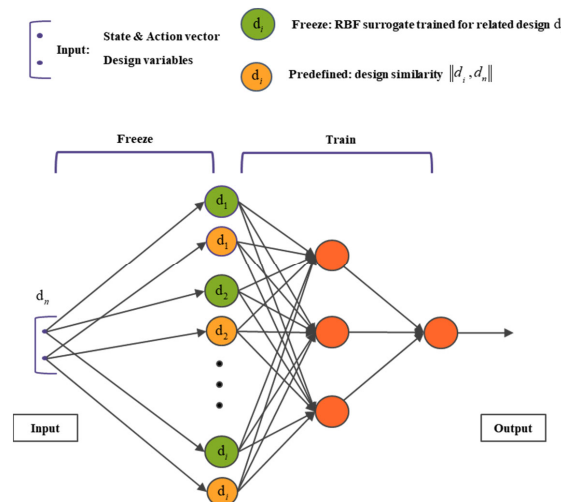 State & Action vector
Input:
Design variables
d_i
Freeze: RBF surrogate trained for related design d
d_i
Predefined: design similarity ‖d_i, d_n‖
Freeze
Train
d_1
d_1
d_2
d_2
d_n
d_i
d_i
Input
Output